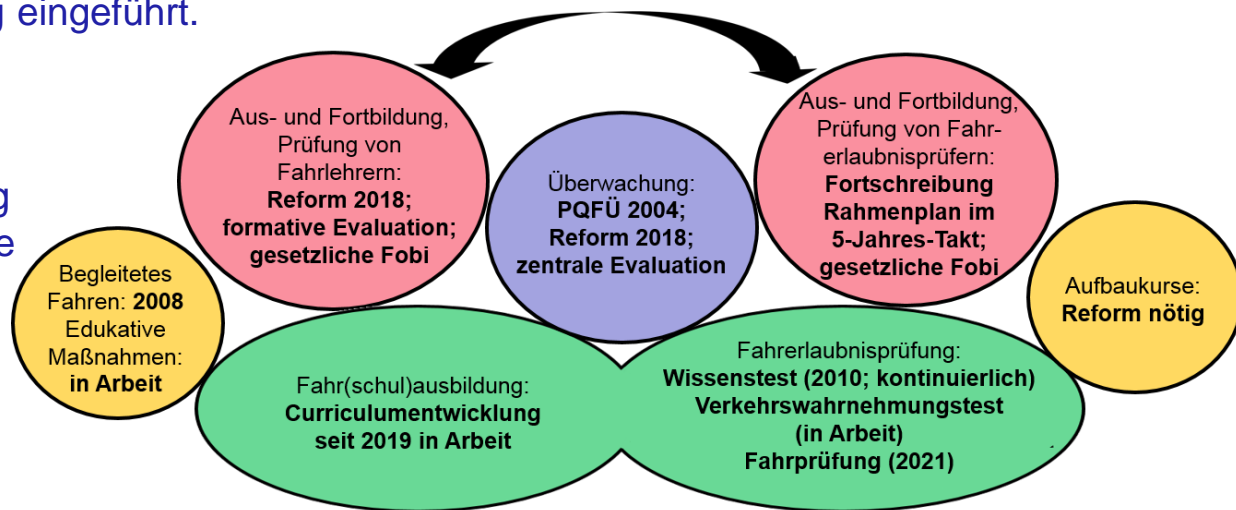 g eingeführt.
g
e
Aus- und Fortbildung,
Prüfung von
Fahrlehrern:
Reform 2018;
formative Evaluation;
gesetzliche Fobi
Überwachung:
PQFÜ 2004;
Reform 2018;
zentrale Evaluation
Aus- und Fortbildung,
Prüfung von Fahr-
erlaubnisprüfern:
Fortschreibung
Rahmenplan im
5-Jahres-Takt;
gesetzliche Fobi
Begleitetes
Fahren: 2008
Edukative
Maßnahmen:
in Arbeit
Aufbaukurse:
Reform nötig
Fahr(schul)ausbildung:
Curriculumentwicklung
seit 2019 in Arbeit
Fahrerlaubnisprüfung:
Wissenstest (2010; kontinuierlich)
Verkehrswahrnehmungstest
(in Arbeit)
Fahrprüfung (2021)